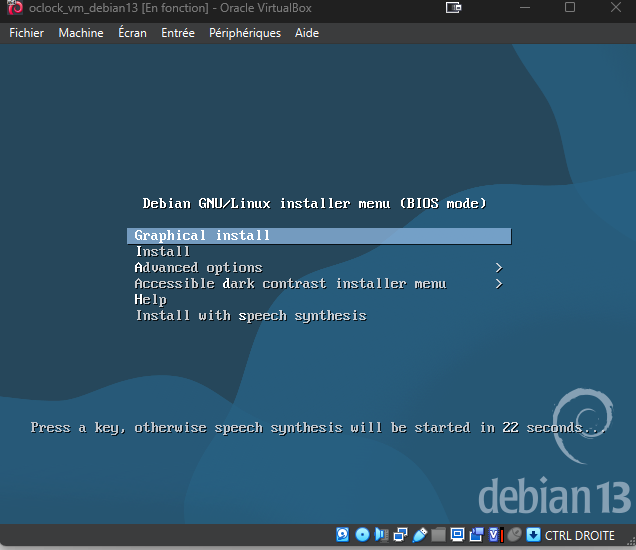 oclock_vm_debian13 [En fonction] - Oracle VirtualBox
Fichier Machine Écran Entrée Périphériques Aide
Debian GNU/Linux installer menu (BIOS mode)
Graphical install
Install
Advanced options >
Accessible dark contrast installer menu >
Help
Install with speech synthesis
Press a key, otherwise speech synthesis will be started in 22 seconds...
debian 13
CTRL DROITE